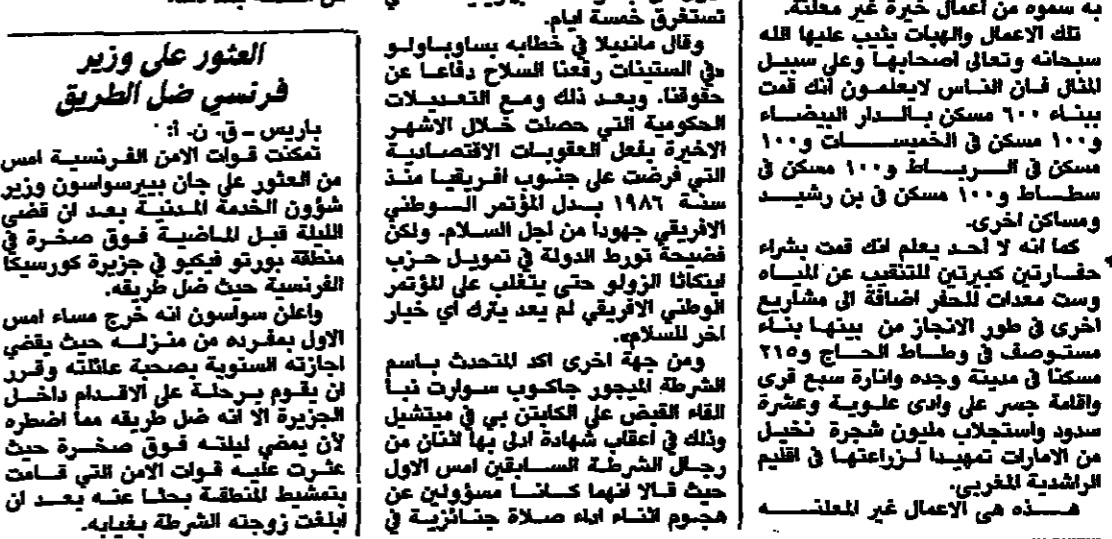 به سموه من أعمال خيرة غير معلنة.
تلك الاعمال والهبات يثيب عليها الله
سبحانه وتعالى اصحابها وعلى سبيل
المثال فان الناس لايعلمون انك قمت
ببناء ٦٠٠ مسكن بالدار البيضاء
و١٠٠ مسكن في الخميسات و١٠٠
مسكن في الرباط و١٠٠ مسكن في
سطاط و١٠٠ مسكن في بن رشيد
ومساكن اخرى.
كما انه لا أحد يعلم انك قمت بشراء
حفارتين كبيرتين للتنقيب عن المياه
وست معدات للحفر اضافة الى مشاريع
اخرى في طور الانجاز من بينها بناء
مستوصف في وطاط الحاج و٢١٥
مسكنا في مدينة وجده وانارة سبع قرى
واقامة جسر على وادى علوية وعشرة
سدود واستجلاب مليون شجرة نخيل
من الامارات تمهيدا لزراعتها في اقليم
الراشدية المغربي.
هذه هي الاعمال غير المعلنه
تستغرق خمسة ايام.
وقال مانديلا في خطابه بساوباولو
«في الستينات رفعنا السلاح دفاعا عن
حقوقنا. وبعد ذلك ومع التعديلات
الحكومية التي حصلت خلال الاشهر
الاخيرة بفعل العقوبات الاقتصادية
التي فرضت على جنوب افريقيا منذ
سنة ١٩٨٦ بدل المؤتمر الوطني
الافريقي جهودا من اجل السلام. ولكن
فضيحة تورط الدولة في تمويل حزب
اينكاثا الزولو حتى يتغلب على المؤتمر
الوطني الافريقي لم يعد يترك اي خيار
اخر للسلام».
ومن جهة اخرى اكد المتحدث باسم
الشرطة الميجور جاكوب سوارت نبأ
القاء القبض على الكابتن بي في ميتشيل
وذلك في اعقاب شهادة ادلى بها اثنان من
رجال الشرطة السابقين امس الاول
حيث قالا انهما كانا مسؤولين عن
هجوم اثناء اداء صلاة جنائزية في
العثور على وزير
فرنسي ضل الطريق
باريس - ق. ن. أ:
تمكنت قوات الامن الفرنسية امس
من العثور على جان بييرسواسون وزير
شؤون الخدمة المدنية بعد ان قضى
الليلة قبل الماضية فوق صخرة في
منطقة بورتو فيكيو في جزيرة كورسيكا
الفرنسية حيث ضل طريقه.
واعلن سواسون انه خرج مساء امس
الاول بمفرده من منزله حيث يقضي
اجازته السنوية بصحبة عائلته وقرر
ان يقوم برحلة على الاقدام داخل
الجزيرة الا انه ضل طريقه مما اضطره
لأن يمضي ليلته فوق صخرة حيث
عثرت عليه قوات الامن التي قامت
بتمشيط المنطقة بحثا عنه بعد ان
ابلغت زوجته الشرطة بغيابه.